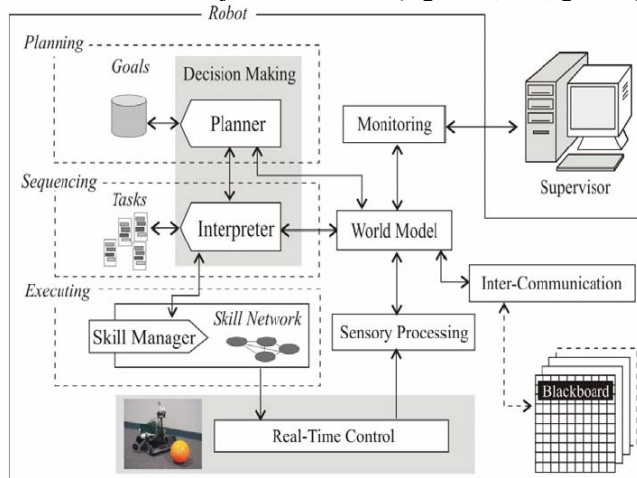 Robot
Planning
Goals
Decision Making
Planner
Monitoring
Supervisor
Sequencing
Tasks
Interpreter
World Model
Inter-Communication
Executing
Skill Manager
Skill Network
Sensory Processing
Blackboard
Real-Time Control